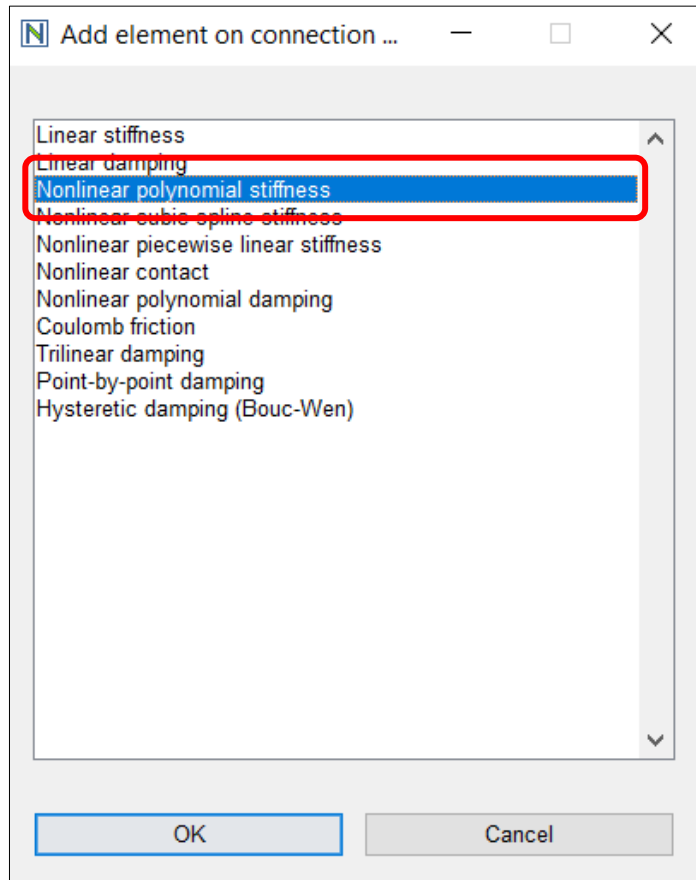 N Add element on connection ...
Linear stiffness
Linear damping
Nonlinear polynomial stiffness
Nonlinear cubic spline stiffness
Nonlinear piecewise linear stiffness
Nonlinear contact
Nonlinear polynomial damping
Coulomb friction
Trilinear damping
Point-by-point damping
Hysteretic damping (Bouc-Wen)
OK Cancel